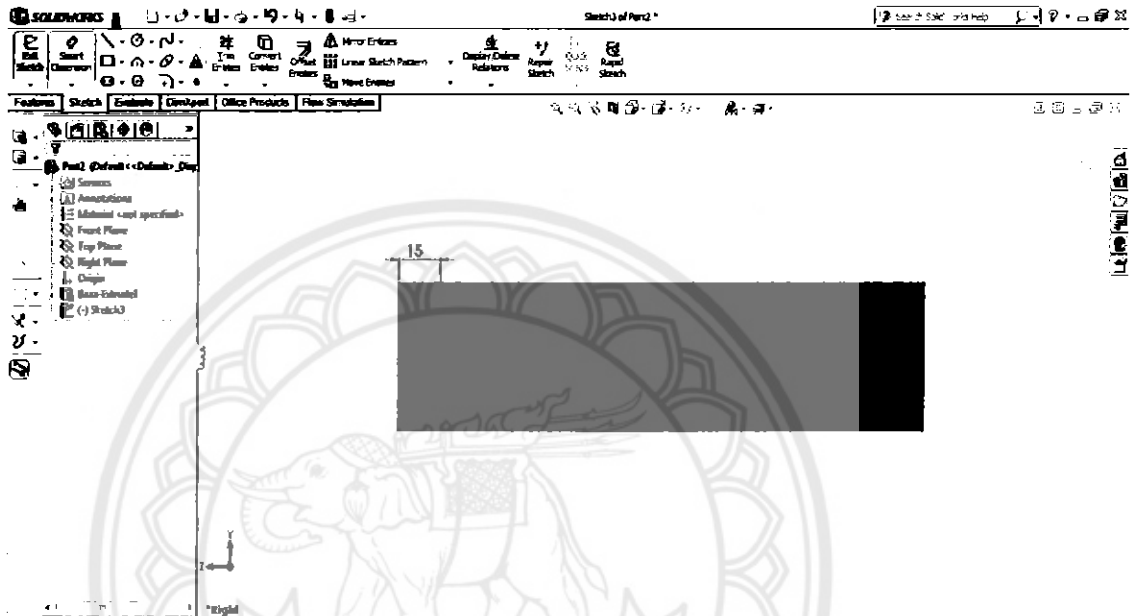 SOLIDWORKS
Sketch3 of Part2 *
Exit Sketch
Smart Dimension
Trim Entities
Convert Entities
Offset Entities
Mirror Entities
Linear Sketch Pattern
Move Entities
Display/Delete Relations
Repair Sketch
Quick Snaps
Rapid Sketch
Features
Sketch
Evaluate
DimXpert
Office Products
Flow Simulation
Part2 (Default<<Default>_Disp
Sensors
Annotations
Material <not specified>
Front Plane
Top Plane
Right Plane
Origin
Boss-Extrude1
(-) Sketch3
15
Y
Z
*Right